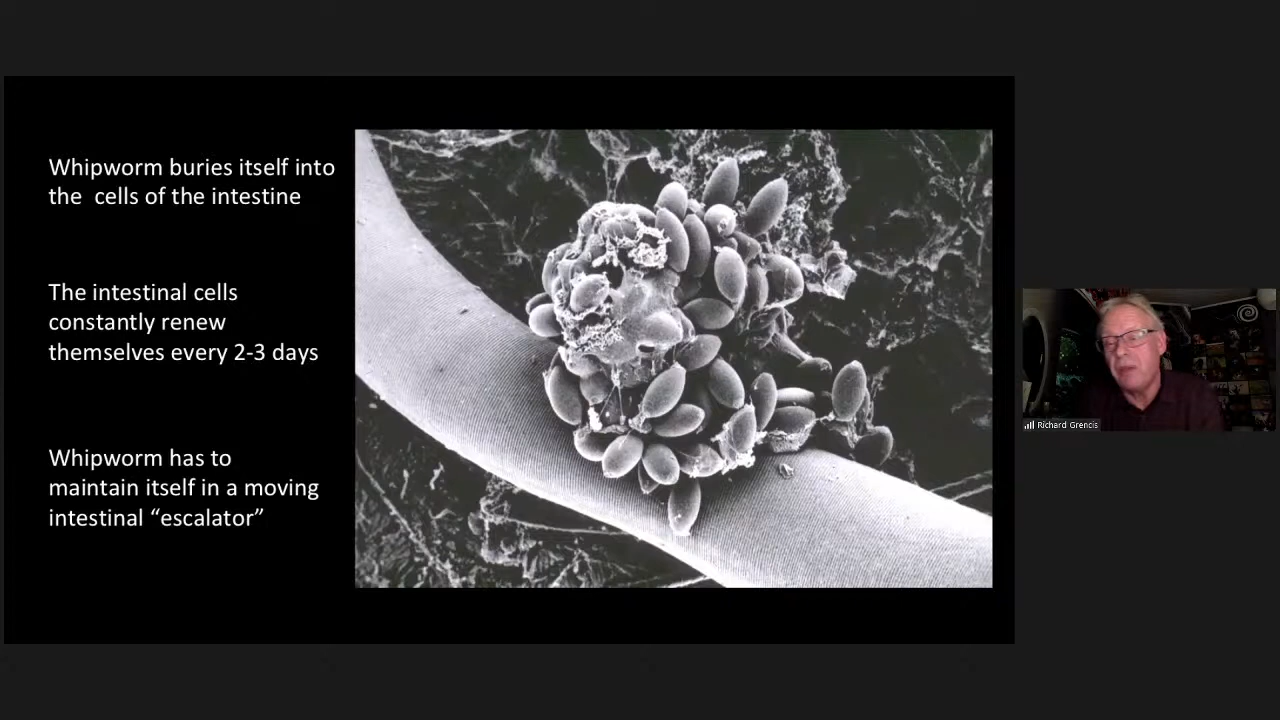 Whipworm buries itself into
the  cells of the intestine
The intestinal cells
constantly renew
themselves every 2-3 days
Whipworm has to
maintain itself in a moving
intestinal “escalator”
Richard Grencis